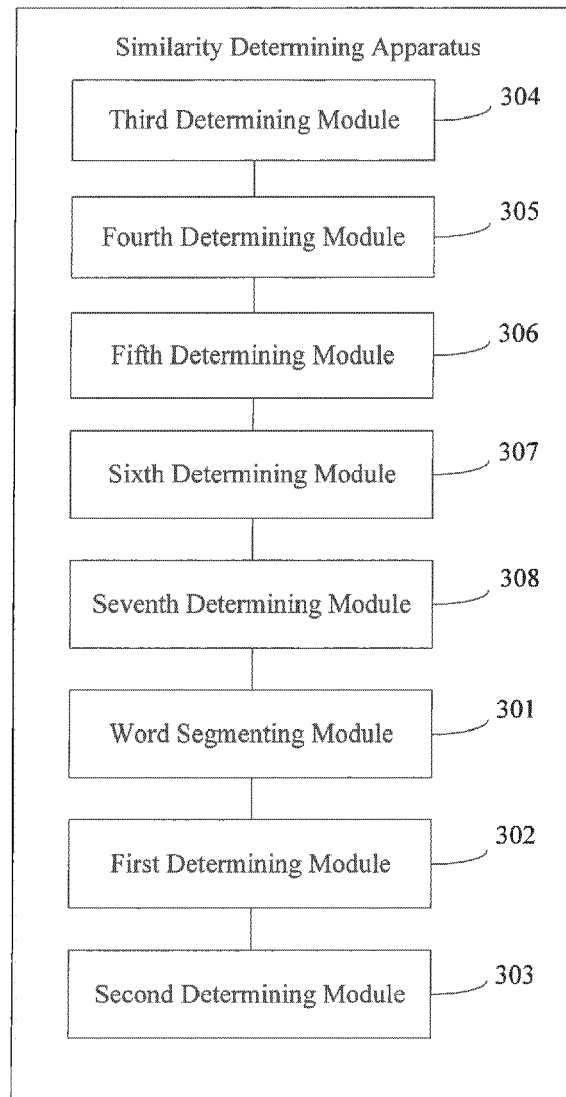 Similarity Determining Apparatus
304
Third Determining Module
305
Fourth Determining Module
306
Fifth Determining Module
307
Sixth Determining Module
308
Seventh Determining Module
301
Word Segmenting Module
302
First Determining Module
303
Second Determining Module